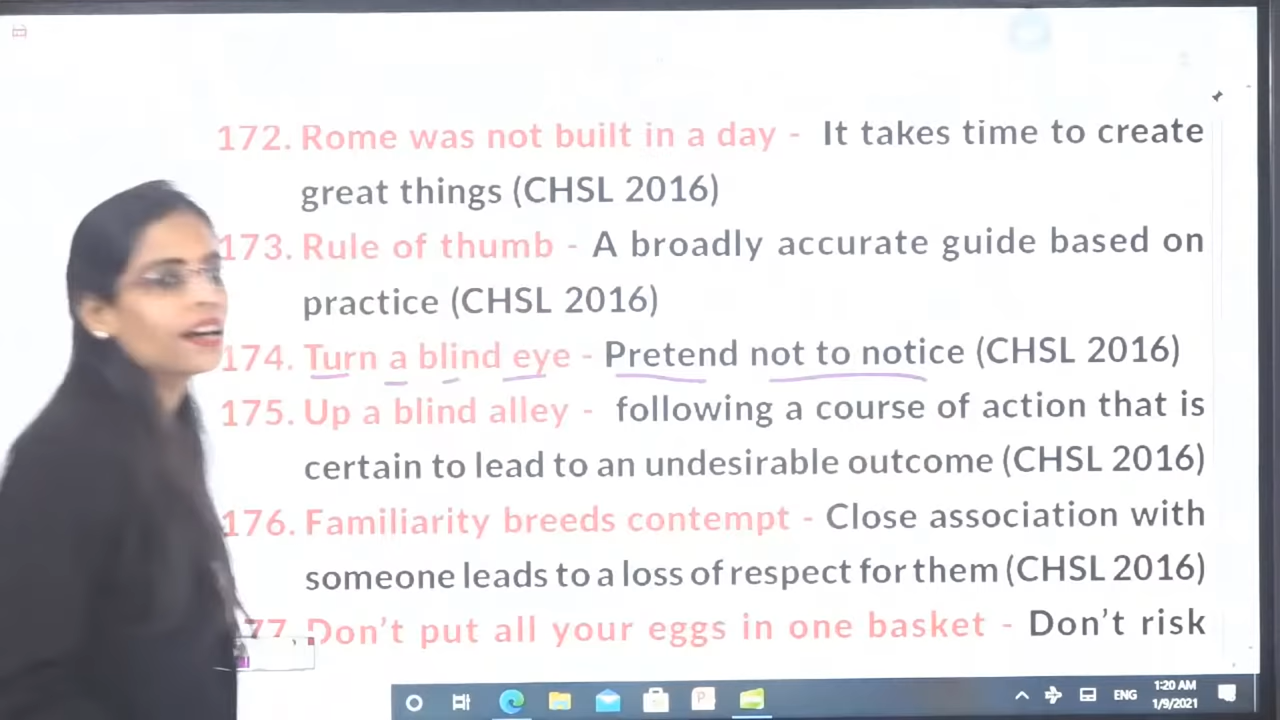 172. Rome was not built in a day - It takes time to create
great things (CHSL 2016)
173. Rule of thumb - A broadly accurate guide based on
practice (CHSL 2016)
174. Turn a blind eye - Pretend not to notice (CHSL 2016)
175. Up a blind alley - following a course of action that is
certain to lead to an undesirable outcome (CHSL 2016)
176. Familiarity breeds contempt - Close association with
someone leads to a loss of respect for them (CHSL 2016)
77. Don't put all your eggs in one basket - Don't risk
ENG
1:20 AM
1/9/2021